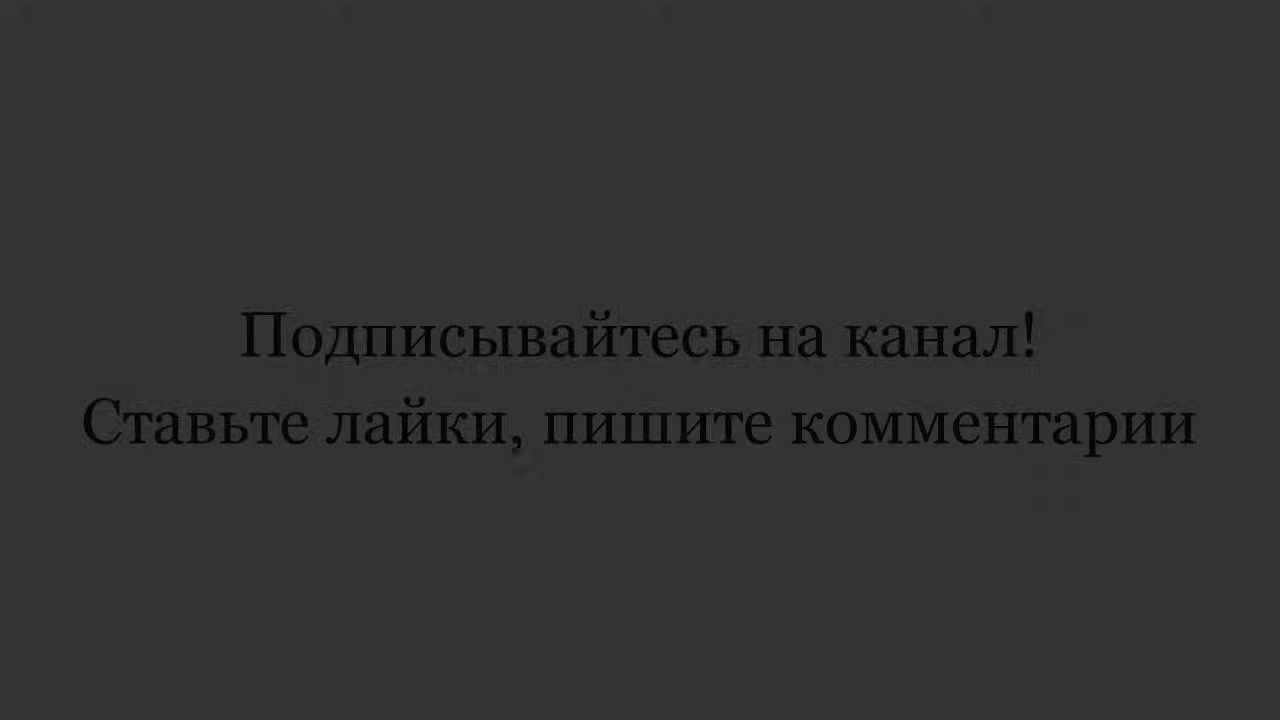 Подписывайтесь на канал!
Ставьте лайки, пишите комментарии